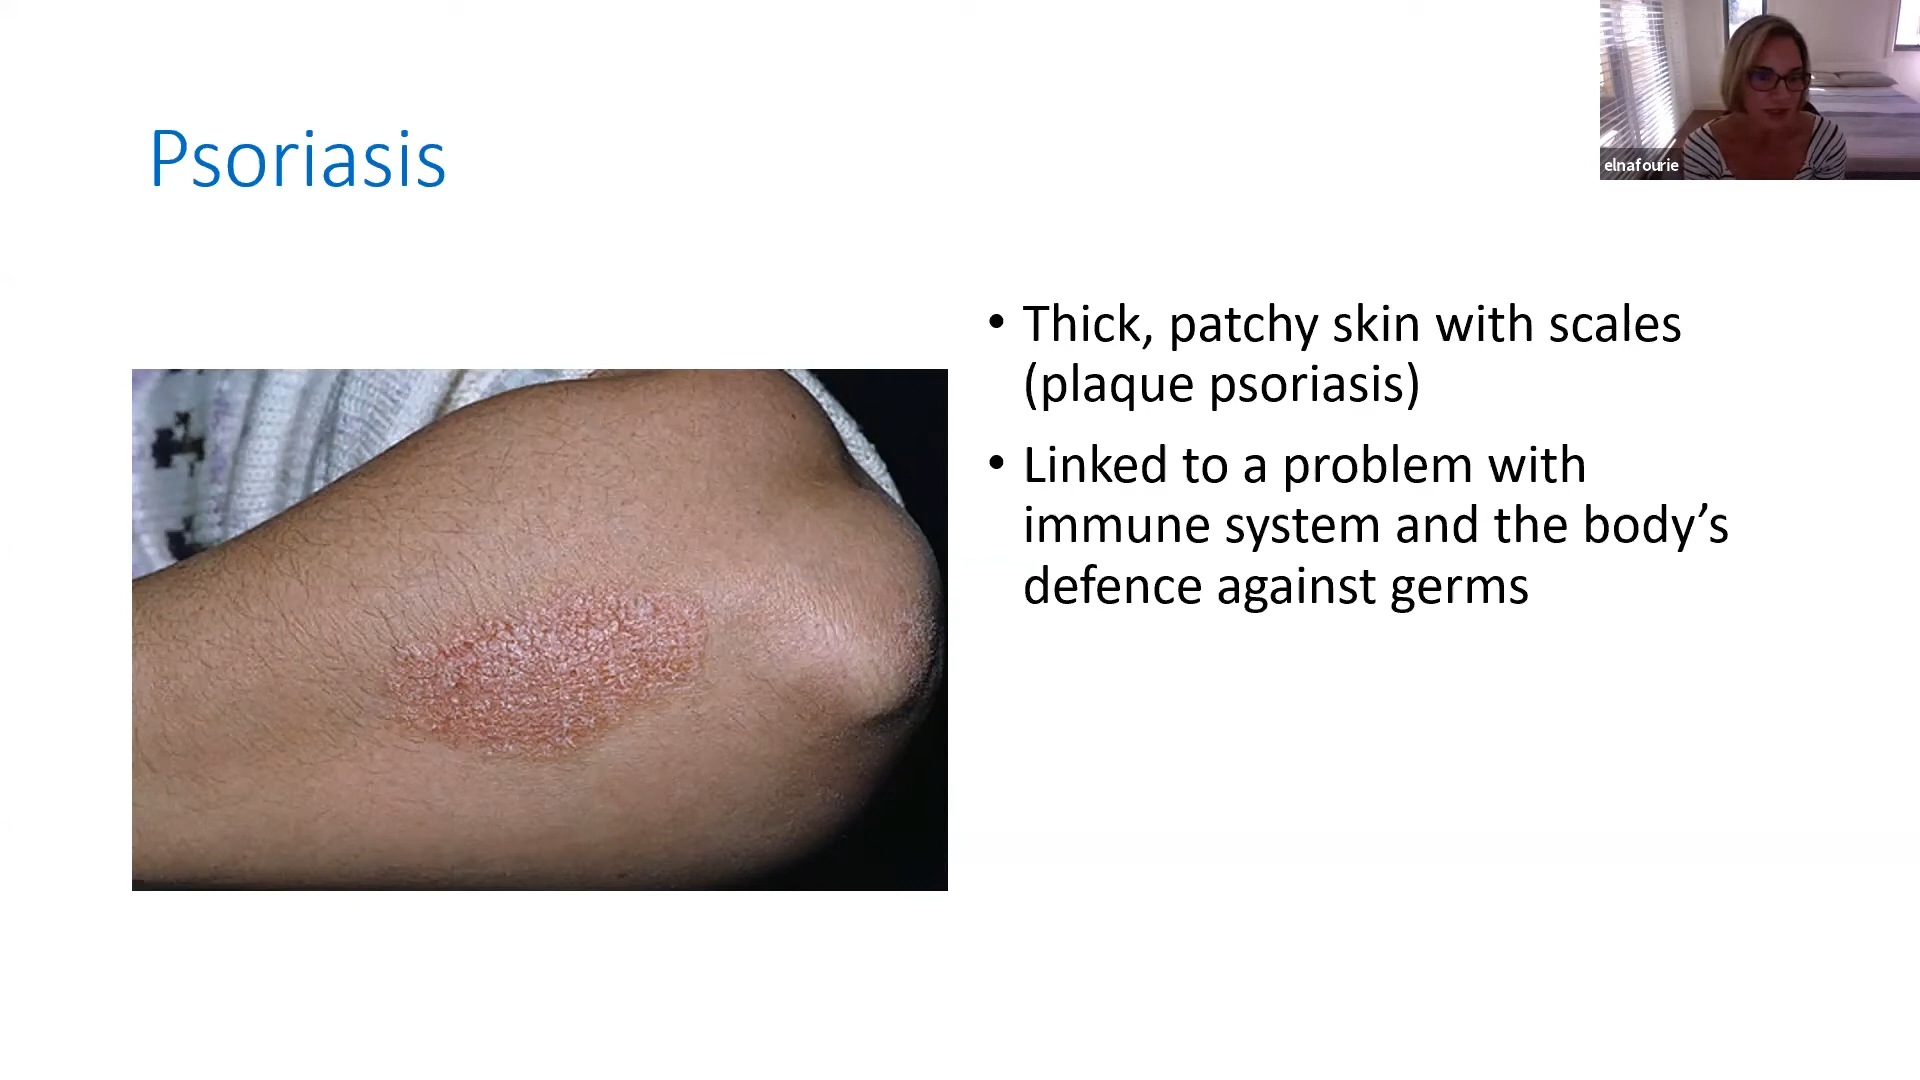 Psoriasis
elnafourie
• Thick, patchy skin with scales
(plaque psoriasis)
• Linked to a problem with
immune system and the body’s
defence against germs